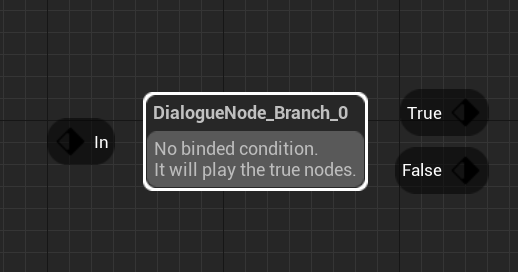 DialogueNode_Branch_0
True
In
No binded condition.
It will play the true nodes.
False